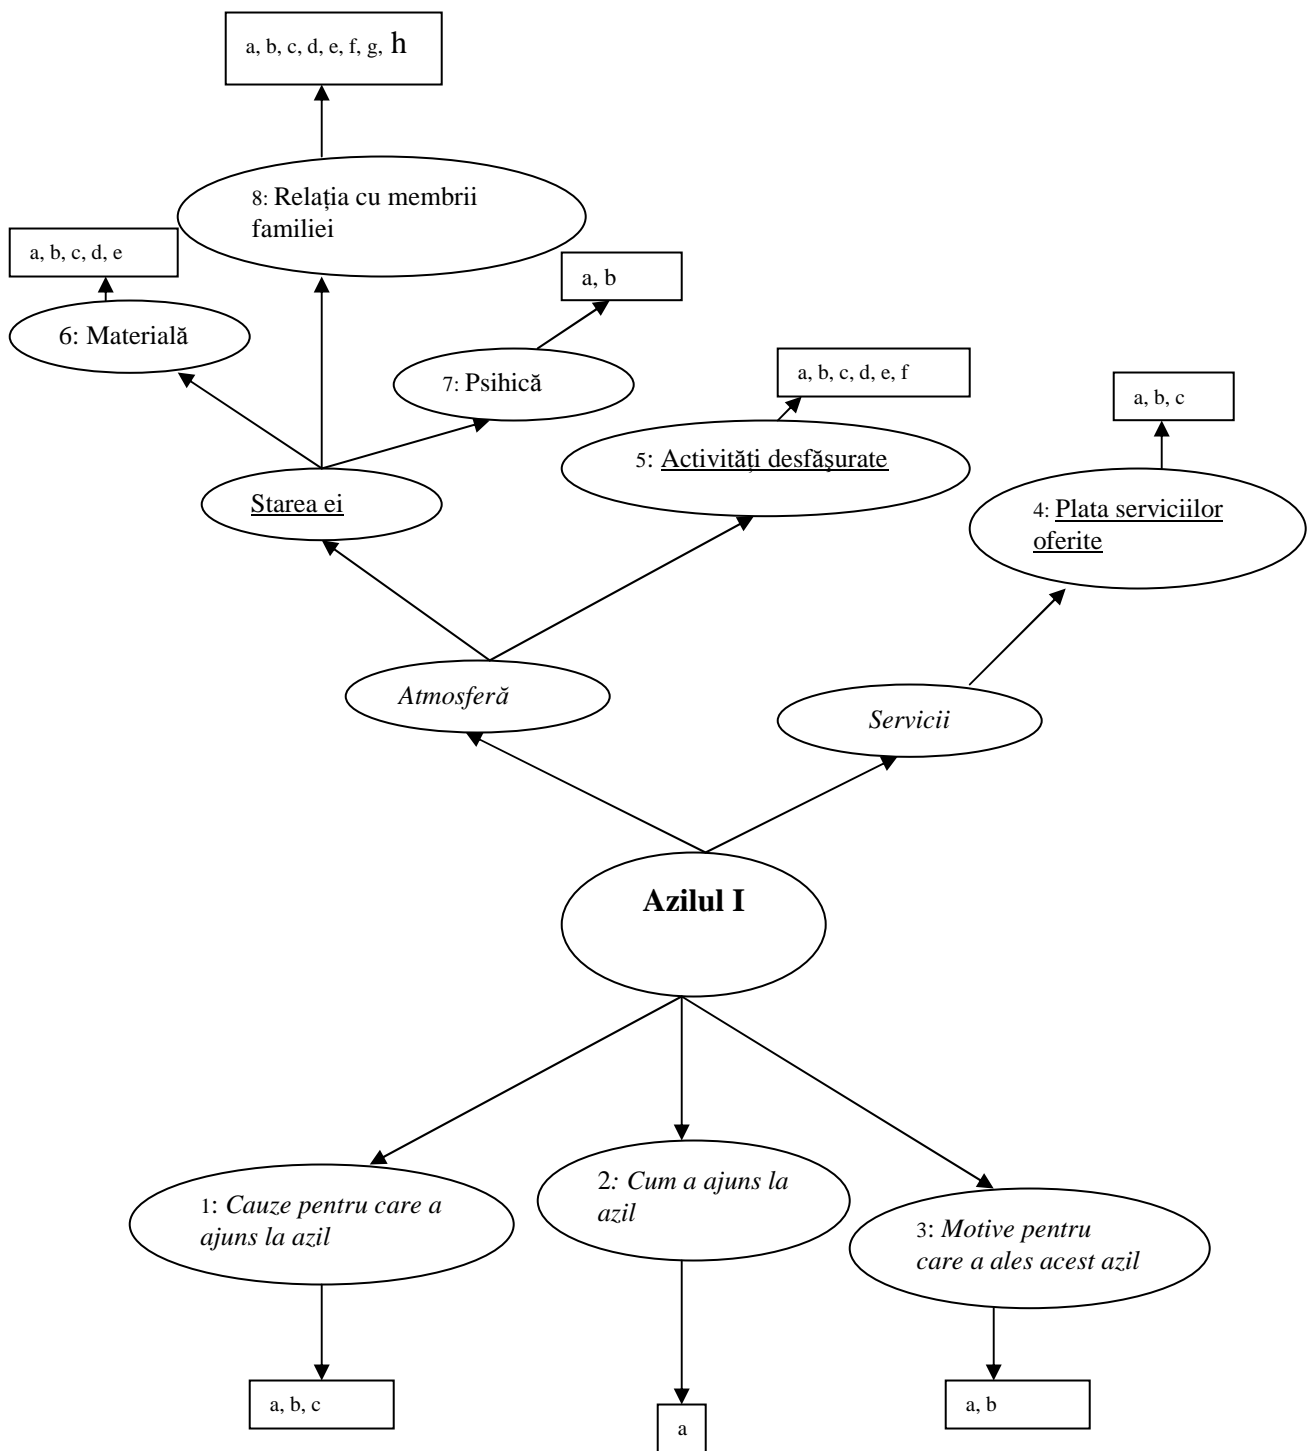 a, b, c, d, e, f, g, h
8: Relația cu membrii
familiei
a, b, c, d, e
a, b
6: Materială
7: Psihică
a, b, c, d, e, f
a, b, c
5: Activități desfășurate
Starea ei
4: Plata serviciilor
oferite
Atmosferă
Servicii
Azilul I
1: Cauze pentru care a
ajuns la azil
2: Cum a ajuns la
azil
3: Motive pentru
care a ales acest azil
a, b, c
a
a, b